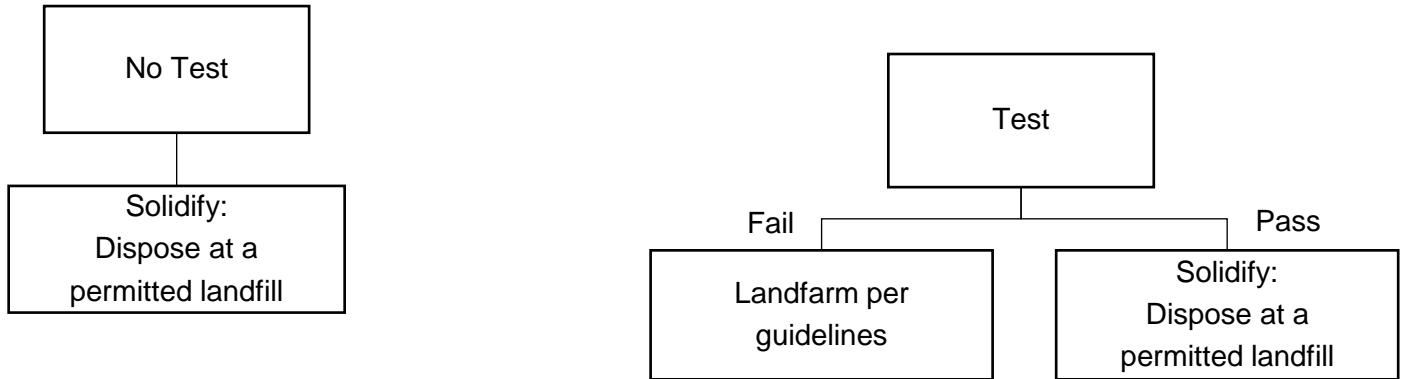 No Test
Solidify:
Dispose at a
permitted landfill
Test
Fail
Pass
Landfarm per
guidelines
Solidify:
Dispose at a
permitted landfill